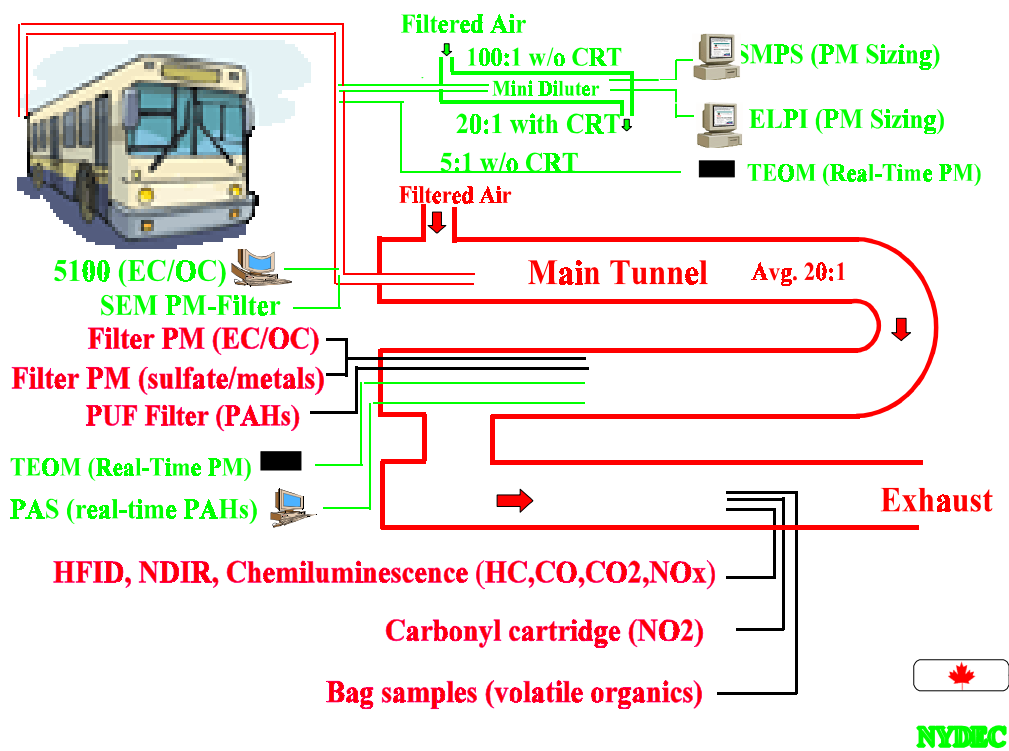 Filtered Air
100:1 w/o CRT
Mini Diluter
20:1 with CRT
5:1 w/o CRT
SMPS (PM Sizing)
ELPI (PM Sizing)
TEOM (Real-Time PM)
Filtered Air
Main Tunnel
Avg. 20:1
5100 (EC/OC)
SEM PM-Filter
Filter PM (EC/OC)
Filter PM (sulfate/metals)
PUF Filter (PAHs)
TEOM (Real-Time PM)
PAS (real-time PAHs)
Exhaust
HFID, NDIR, Chemiluminescence (HC,CO,CO2,NOx)
Carbonyl cartridge (NO2)
Bag samples (volatile organics)
NYDEC